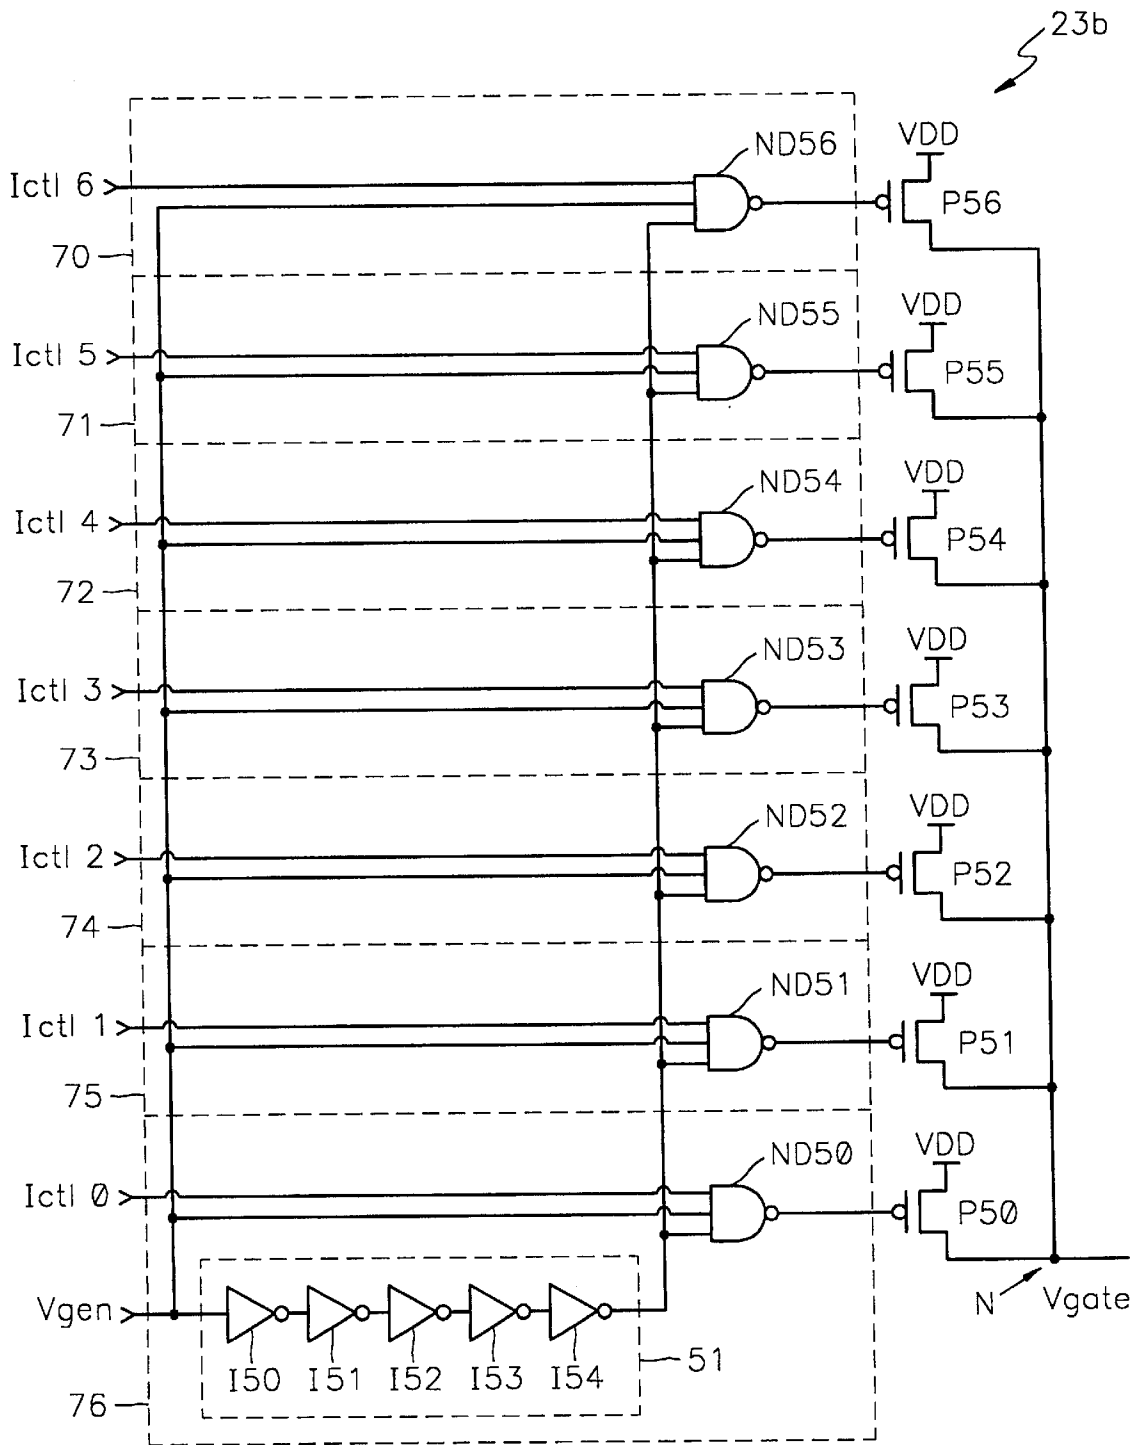 23b
VDD
ND56
Ictl 6
P56
70
VDD
ND55
Ictl 5
P55
71
VDD
ND54
Ictl 4
P54
72
VDD
ND53
Ictl 3
P53
73
VDD
ND52
Ictl 2
P52
74
VDD
ND51
Ictl 1
P51
75
VDD
ND50
Ictl 0
P50
Vgen
N
Vgate
I50 I51 I52 I53 I54
51
76